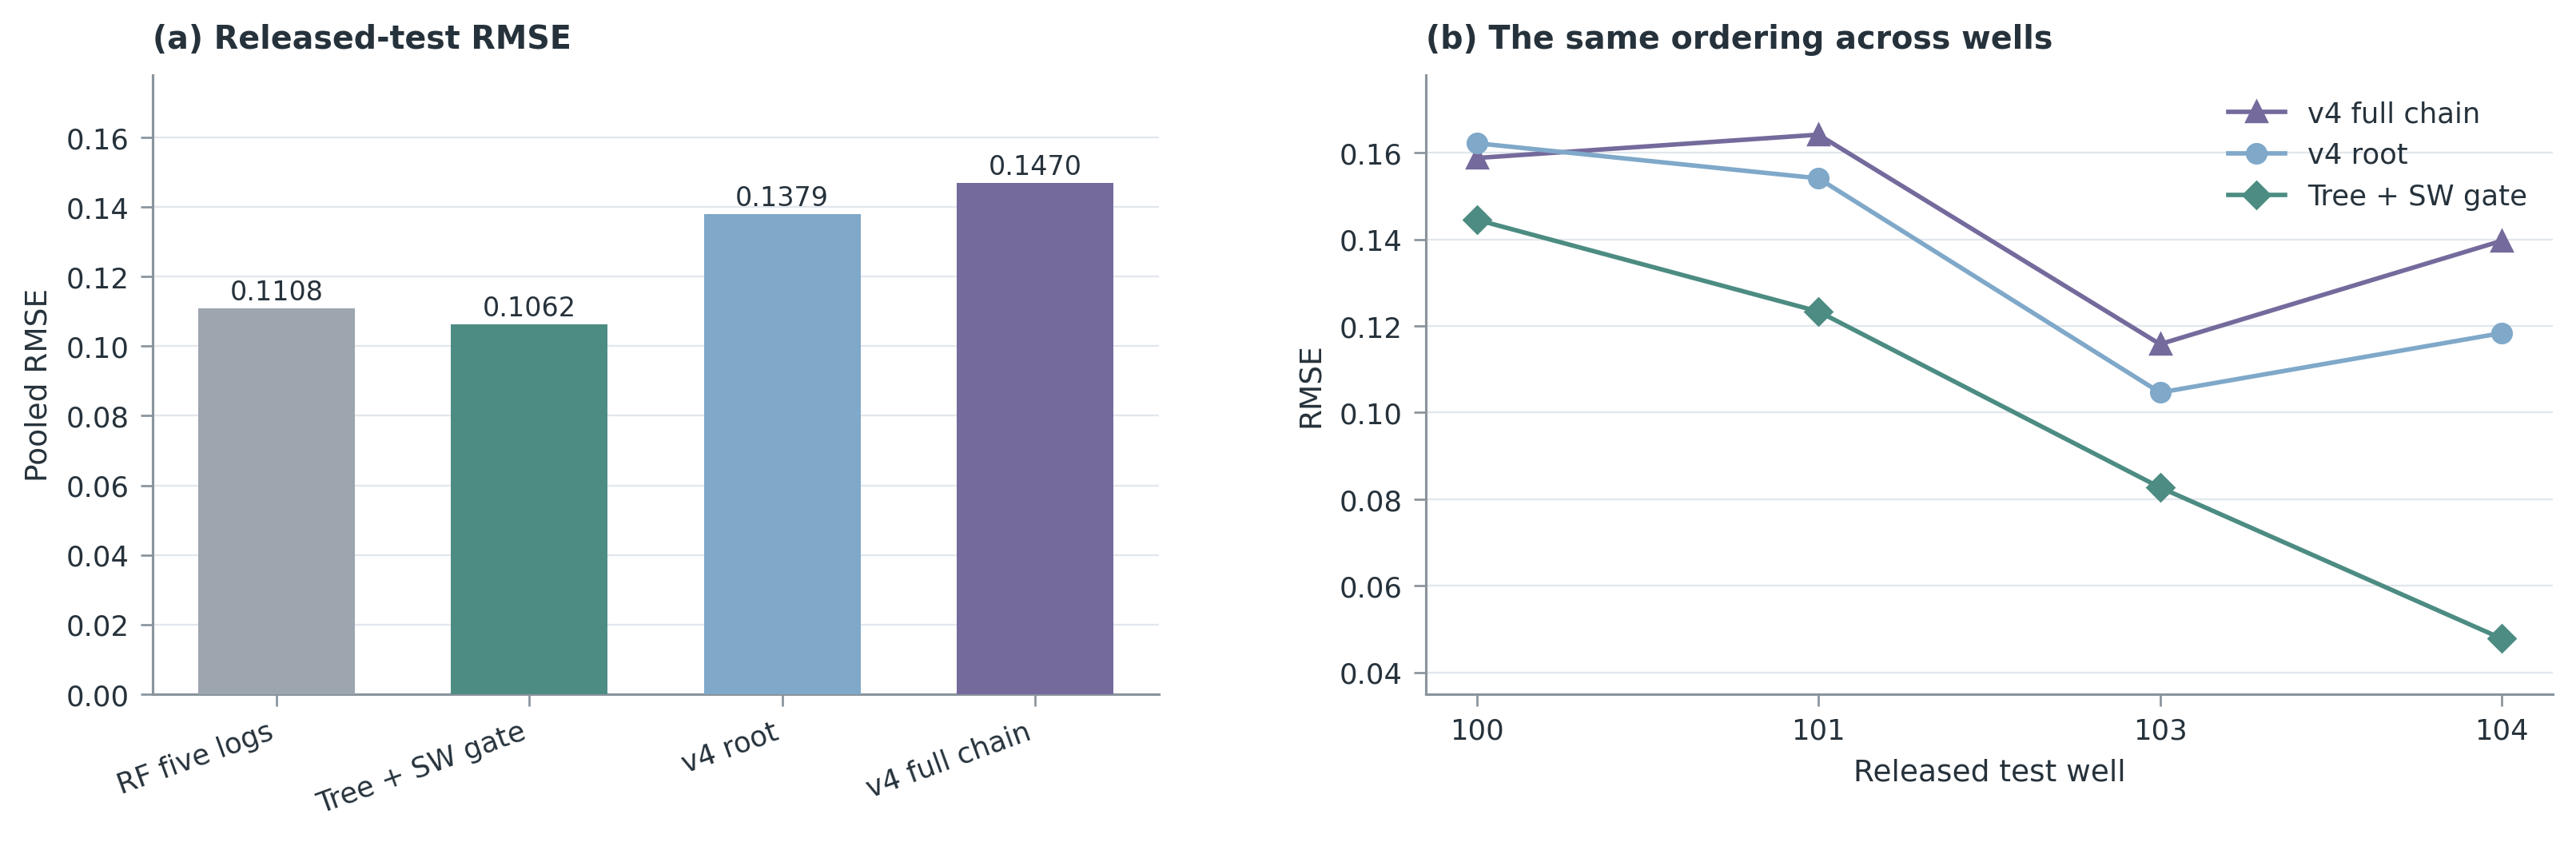 (a) Released-test RMSE
Pooled RMSE
0.16
0.14
0.12
0.10
0.08
0.06
0.04
0.02
0.00
0.1108
0.1062
0.1379
0.1470
RF five logs
Tree + SW gate
v4 root
v4 full chain
(b) The same ordering across wells
RMSE
0.16
0.14
0.12
0.10
0.08
0.06
0.04
v4 full chain
v4 root
Tree + SW gate
100
101
103
104
Released test well